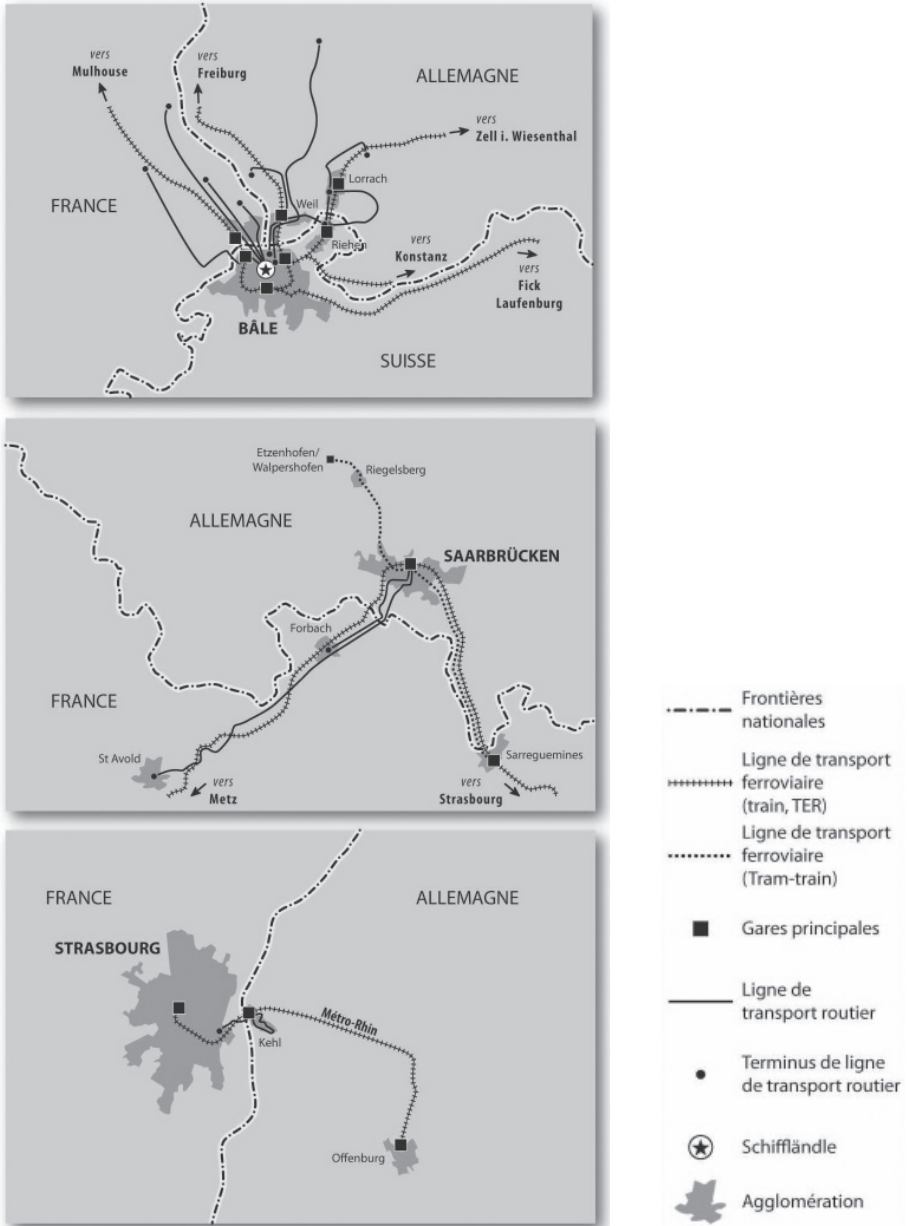 vers
Mulhouse
vers
Freiburg
ALLEMAGNE
vers
Zell i. Wiesenthal
Lorrach
FRANCE
Weil
Riehen
vers
Konstanz
vers
Fick
Laufenburg
BÂLE
SUISSE
Etzenhofen/
Walpershofen
Riegelsberg
ALLEMAGNE
SAARBRÜCKEN
Forbach
FRANCE
St Avold
Sarreguemines
vers
Metz
vers
Strasbourg
FRANCE
ALLEMAGNE
STRASBOURG
Métro-Rhin
Kehl
Offenburg
Frontières
nationales
Ligne de transport
ferroviaire
(train, TER)
Ligne de transport
ferroviaire
(Tram-train)
Gares principales
Ligne de
transport routier
Terminus de ligne
de transport routier
Schiffländle
Agglomération